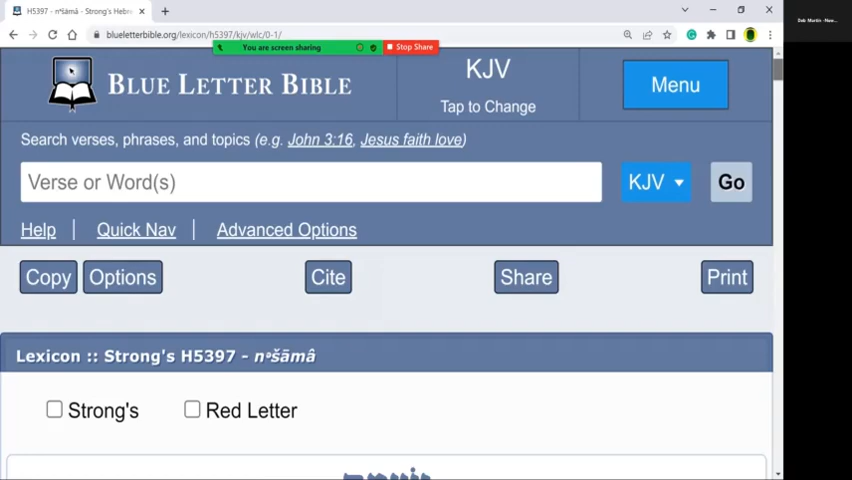 H5397 - nᵊšāmâ - Strong's Hebr
blueletterbible.org/lexicon/h5397/kjv/wlc/0-1/
You are screen sharing
Stop Share
Deb Martin -New...
BLUE LETTER BIBLE
KJV
Tap to Change
Menu
Search verses, phrases, and topics (e.g. John 3:16, Jesus faith love)
Verse or Word(s)
KJV
Go
Help
Quick Nav
Advanced Options
Copy
Options
Cite
Share
Print
Lexicon :: Strong's H5397 - nᵊšāmâ
Strong's
Red Letter